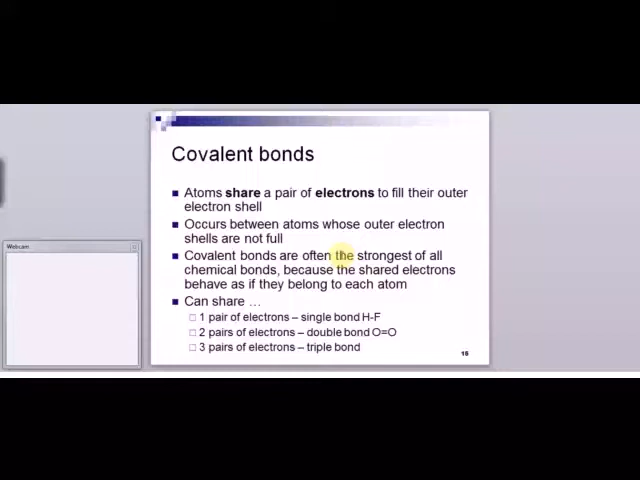 Covalent bonds
Atoms share a pair of electrons to fill their outer
electron shell
Occurs between atoms whose outer electron
shells are not full
Covalent bonds are often the strongest of all
chemical bonds, because the shared electrons
behave as if they belong to each atom
Can share …
1 pair of electrons – single bond H-F
2 pairs of electrons – double bond O=O
3 pairs of electrons – triple bond
15
Webcam